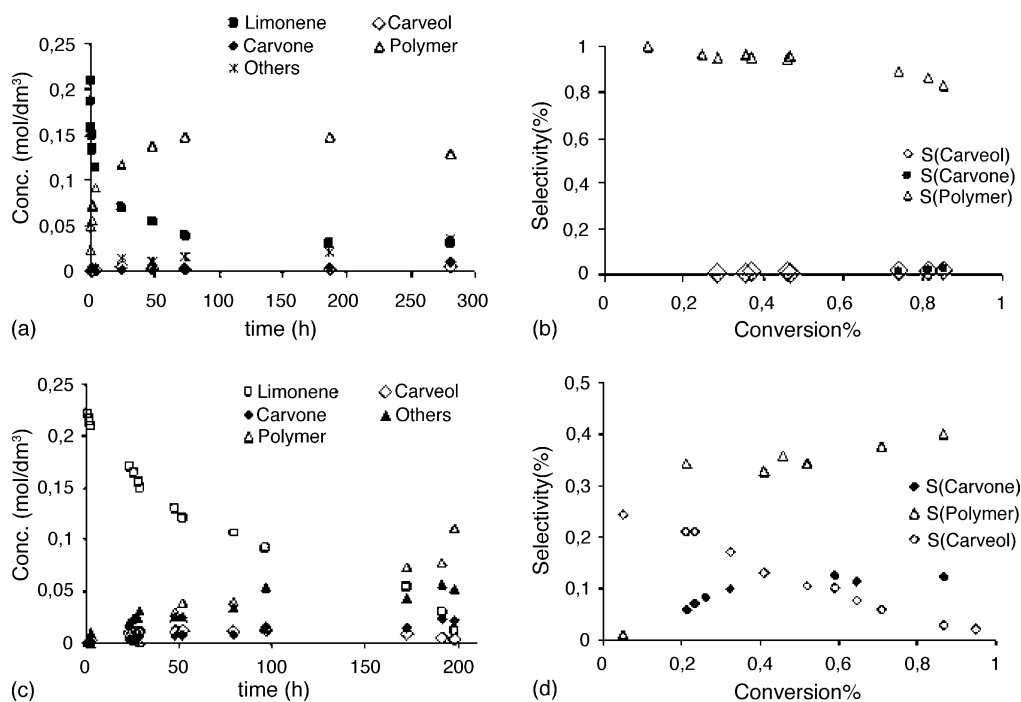 Limonene
Carveol
Carvone
Polymer
Others
0,25
0,2
0,15
0,1
0,05
0
Conc. (mol/dm³)
0 50 100 150 200 250 300
time (h)
(a)
1
0,8
0,6
0,4
0,2
0
Selectivity(%)
S(Carveol)
S(Carvone)
S(Polymer)
0 0,2 0,4 0,6 0,8 1
Conversion%
(b)
Limonene
Carveol
Carvone
Others
Polymer
0,25
0,2
0,15
0,1
0,05
0
Conc. (mol/dm³)
0 50 100 150 200
time (h)
(c)
0,5
0,4
0,3
0,2
0,1
0
Selectivity(%)
S(Carvone)
S(Polymer)
S(Carveol)
0 0,2 0,4 0,6 0,8 1
Conversion%
(d)